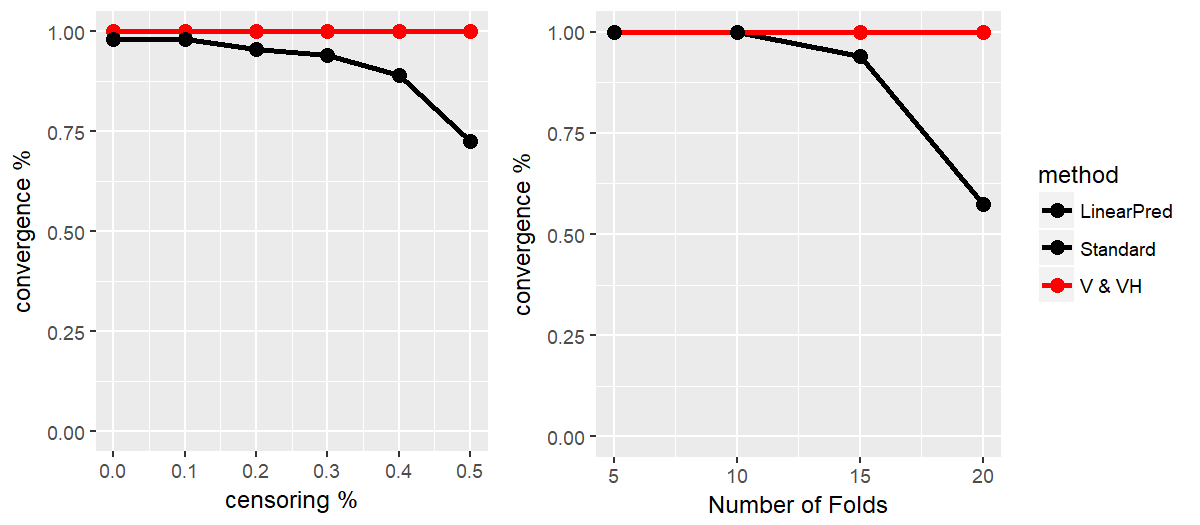 1.00
0.75
0.50
0.25
0.00
convergence %
0.0 0.1 0.2 0.3 0.4 0.5
censoring %
1.00
0.75
0.50
0.25
0.00
convergence %
5 10 15 20
Number of Folds
method
LinearPred
Standard
V & VH